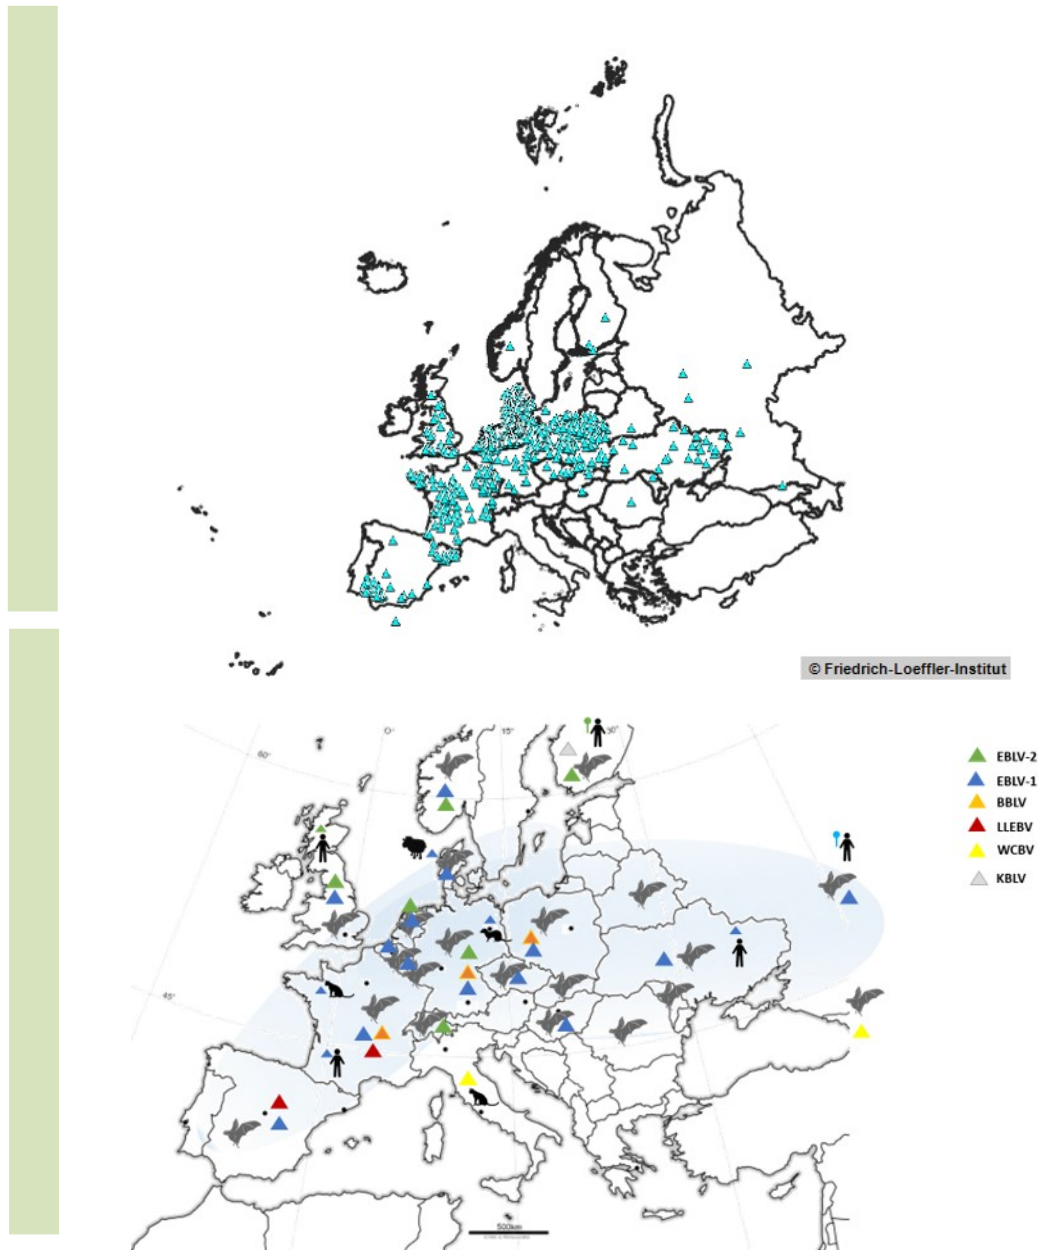 © Friedrich-Loeffler-Institut
60°
0°
15°
30°
45°
EBLV-2
EBLV-1
BBLV
LLEBV
WCBV
KBLV
500km